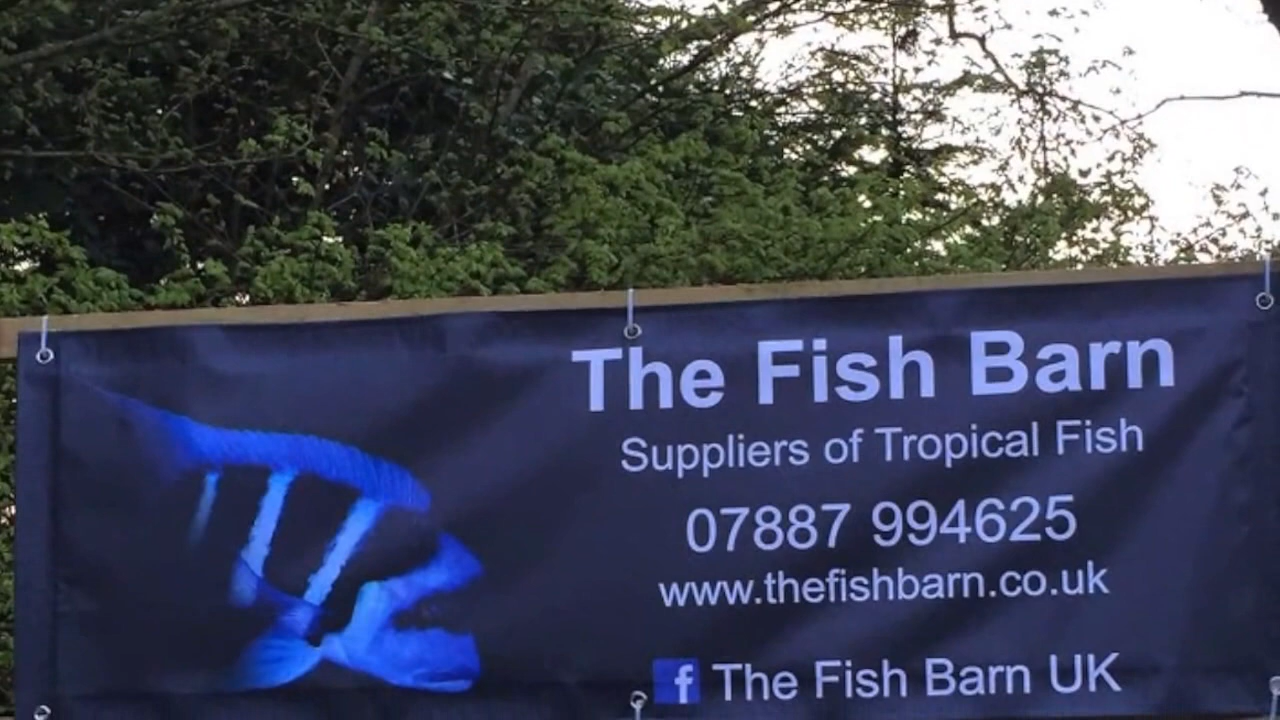 The Fish Barn
Suppliers of Tropical Fish
07887 994625
www.thefishbarn.co.uk
f The Fish Barn UK